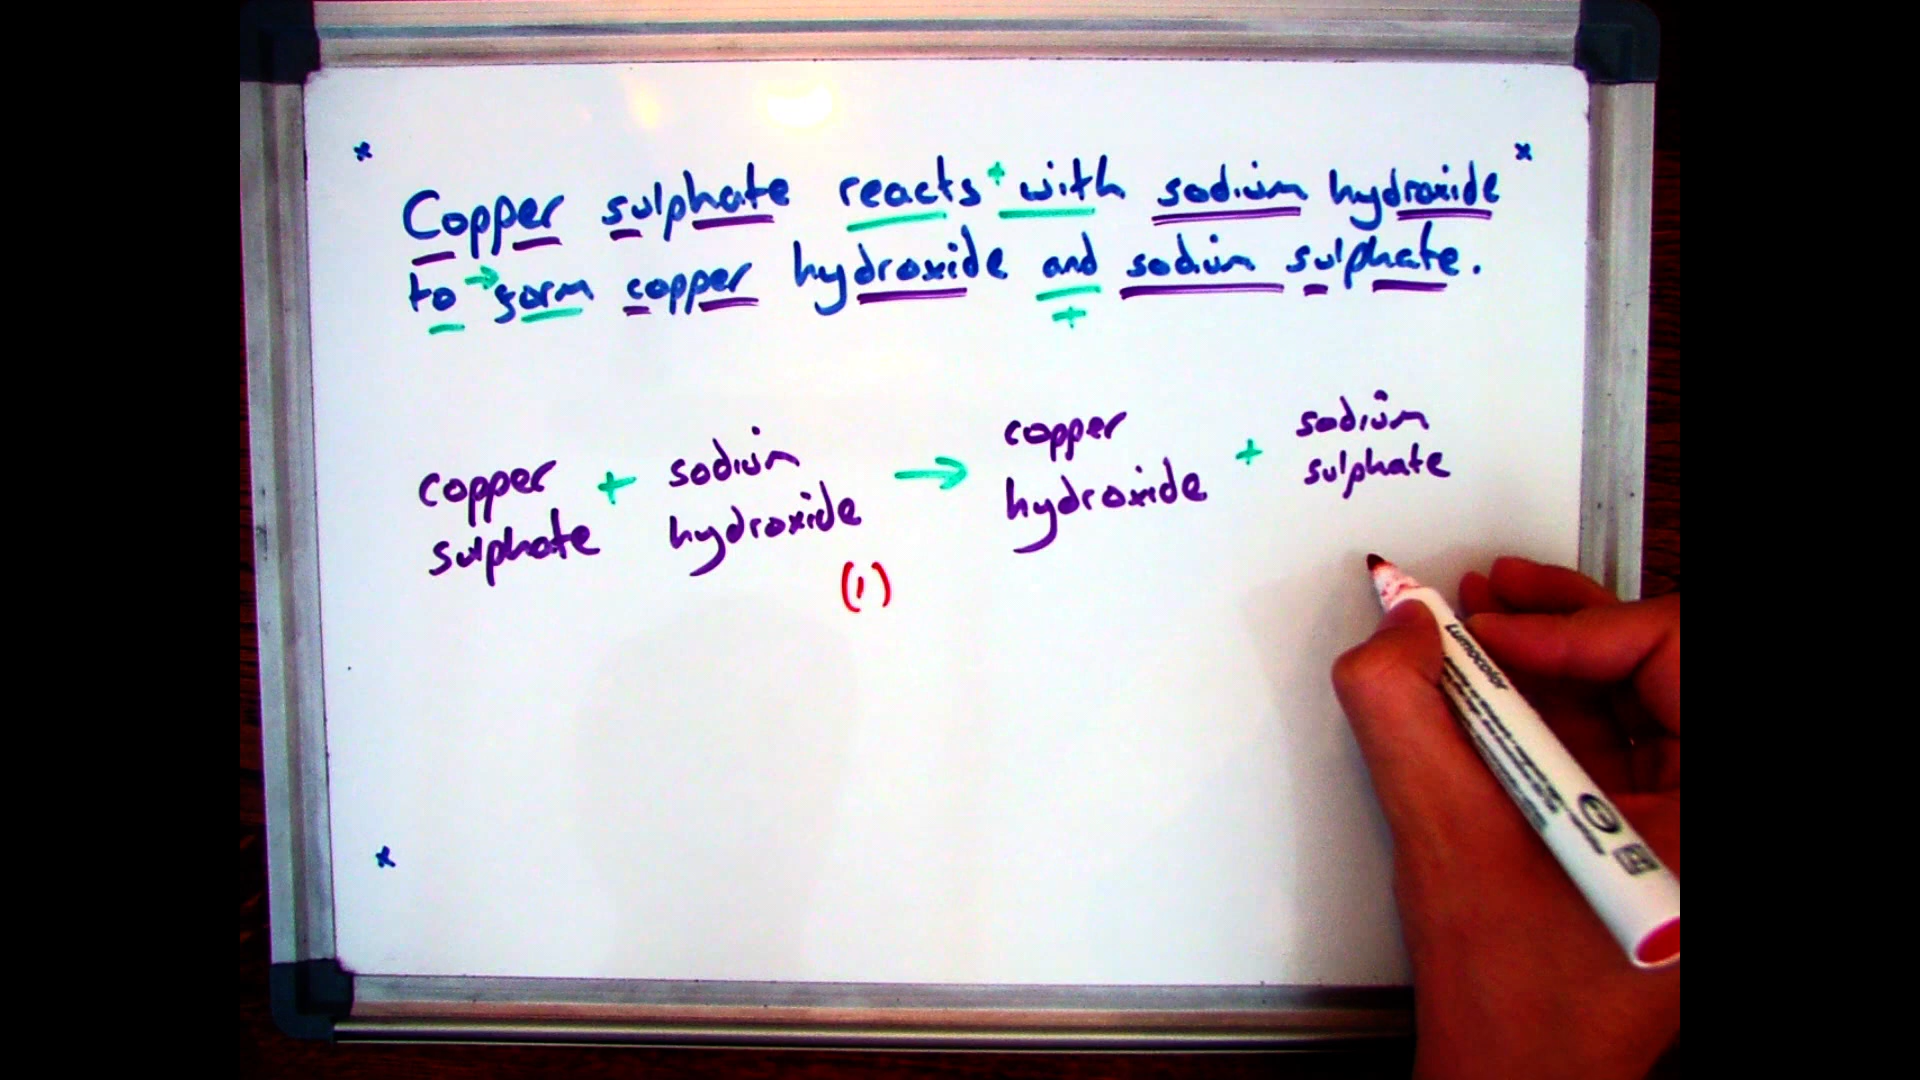 Copper sulphate reacts + with sodium hydroxide
to → form copper hydroxide and sodium sulphate.
+
copper sulphate + sodium hydroxide → copper hydroxide + sodium sulphate
(1)
Lumocolor